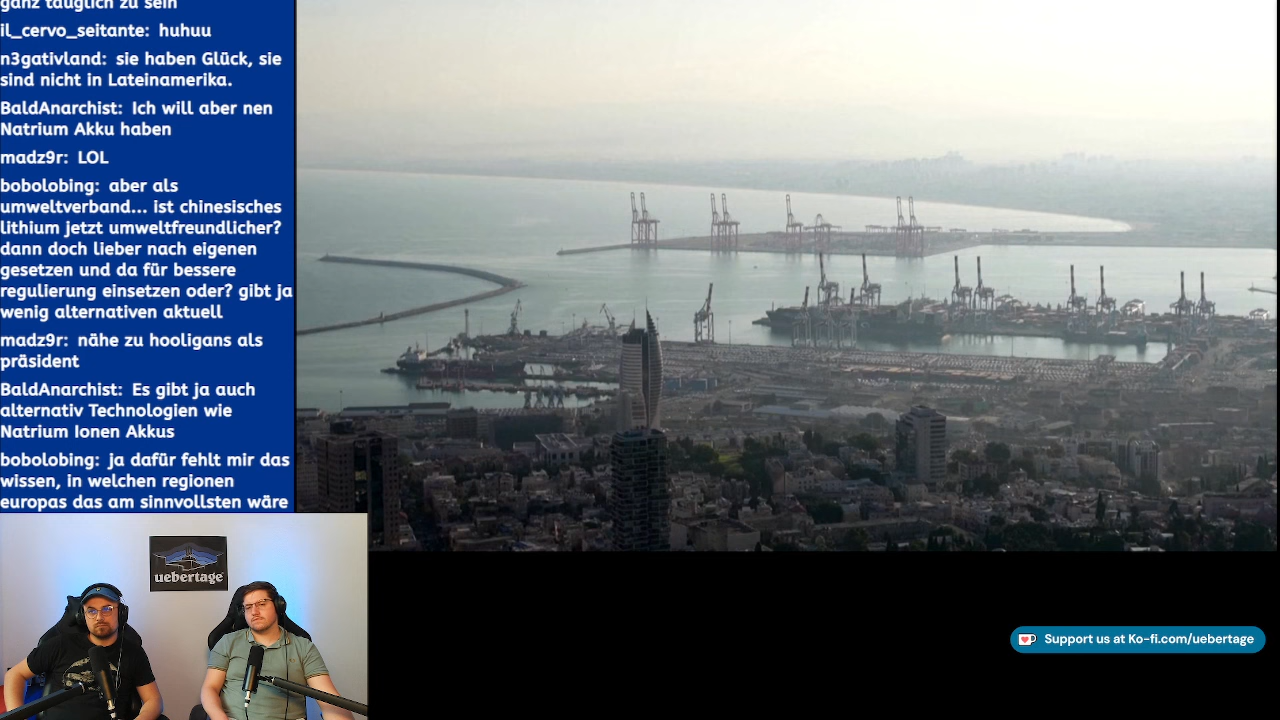 ganz tauglich zu sein
il_cervo_seitante: huhuu
n3gativland: sie haben Glück, sie
sind nicht in Lateinamerika.
BaldAnarchist: Ich will aber nen
Natrium Akku haben
madz9r: LOL
bobolobing: aber als
umweltverband... ist chinesisches
lithium jetzt umweltfreundlicher?
dann doch lieber nach eigenen
gesetzen und da für bessere
regulierung einsetzen oder? gibt ja
wenig alternativen aktuell
madz9r: nähe zu hooligans als
präsident
BaldAnarchist: Es gibt ja auch
alternativ Technologien wie
Natrium Ionen Akkus
bobolobing: ja dafür fehlt mir das
wissen, in welchen regionen
europas das am sinnvollsten wäre
uebertage
Support us at Ko-fi.com/uebertage